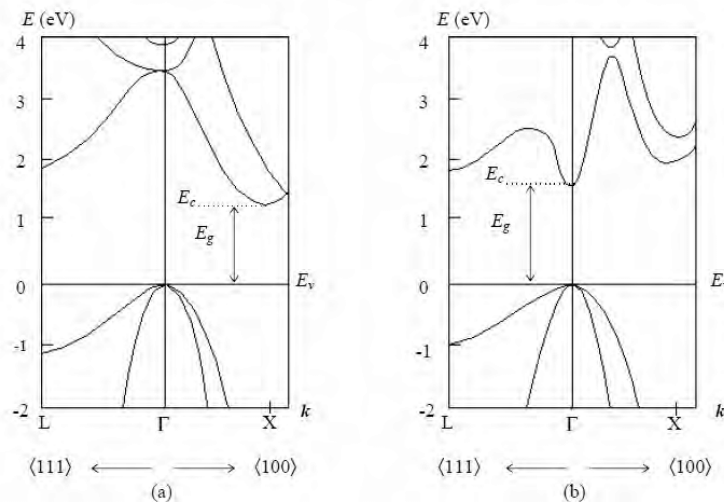 E (eV)
4
3
2
1
0
-1
-2
E_c
E_g
E_v
L Γ X k
⟨111⟩ ⟨100⟩
(a)
E (eV)
4
3
2
1
0
-1
-2
E_c
E_g
E
L Γ X k
⟨111⟩ ⟨100⟩
(b)